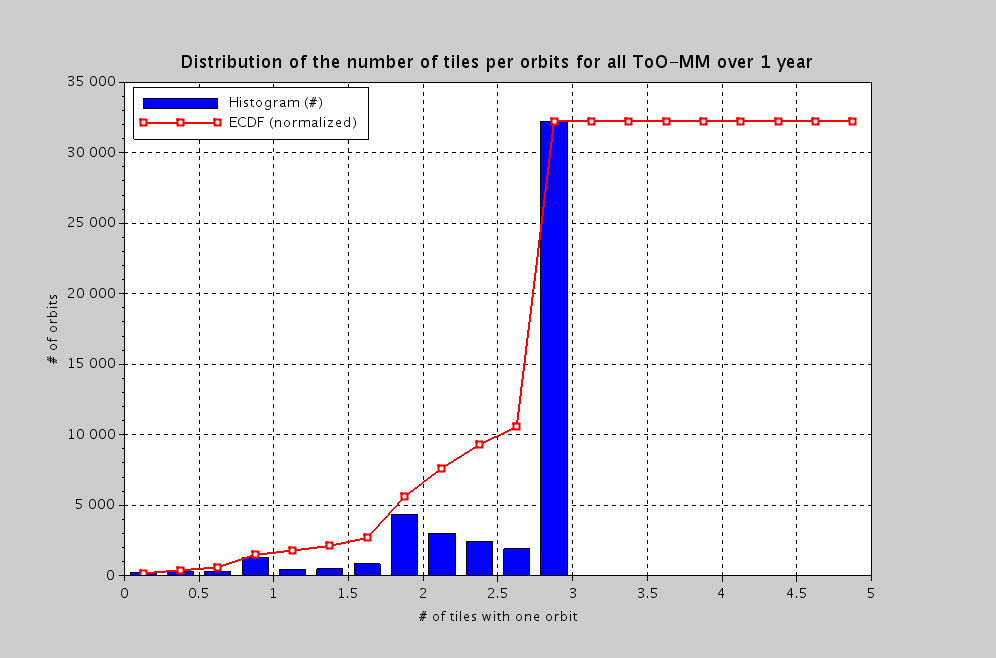 Distribution of the number of tiles per orbits for all ToO-MM over 1 year
35 000
30 000
25 000
20 000
15 000
10 000
5 000
0
# of orbits
Histogram (#)
ECDF (normalized)
0 0.5 1 1.5 2 2.5 3 3.5 4 4.5 5
# of tiles with one orbit